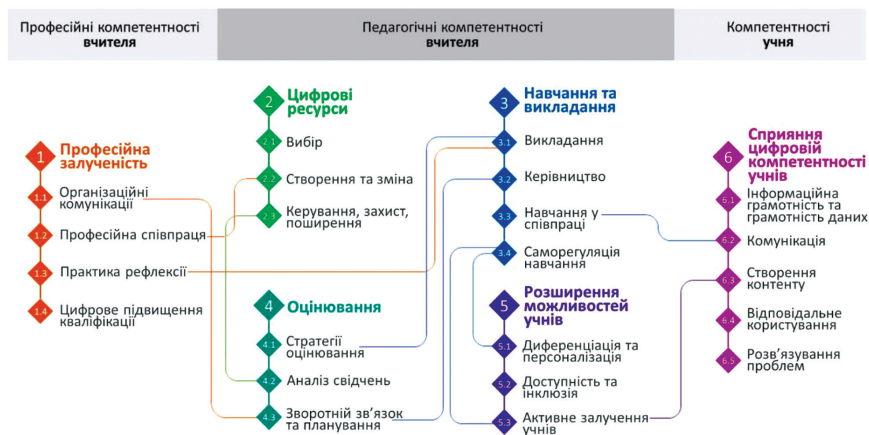 Професійні компетентності
вчителя
Педагогічні компетентності
вчителя
Компетентності
учня
1
Професійна
залученість
1.1
Організаційні
комунікації
1.2
Професійна співпраця
1.3
Практика рефлексії
1.4
Цифрове підвищення
кваліфікації
2
Цифрові
ресурси
2.1
Вибір
2.2
Створення та зміна
2.3
Керування, захист,
поширення
4
Оцінювання
4.1
Стратегії
оцінювання
4.2
Аналіз свідчень
4.3
Зворотній зв’язок
та планування
3
Навчання та
викладання
3.1
Викладання
3.2
Керівництво
3.3
Навчання у
співпраці
3.4
Саморегуляція
навчання
5
Розширення
можливостей
учнів
5.1
Диференціація та
персоналізація
5.2
Доступність та
інклюзія
5.3
Активне залучення
учнів
6
Сприяння
цифровій
компетентності
учнів
6.1
Інформаційна
грамотність та
грамотність даних
6.2
Комунікація
6.3
Створення
контенту
6.4
Відповідальне
користування
6.5
Розв’язування
проблем